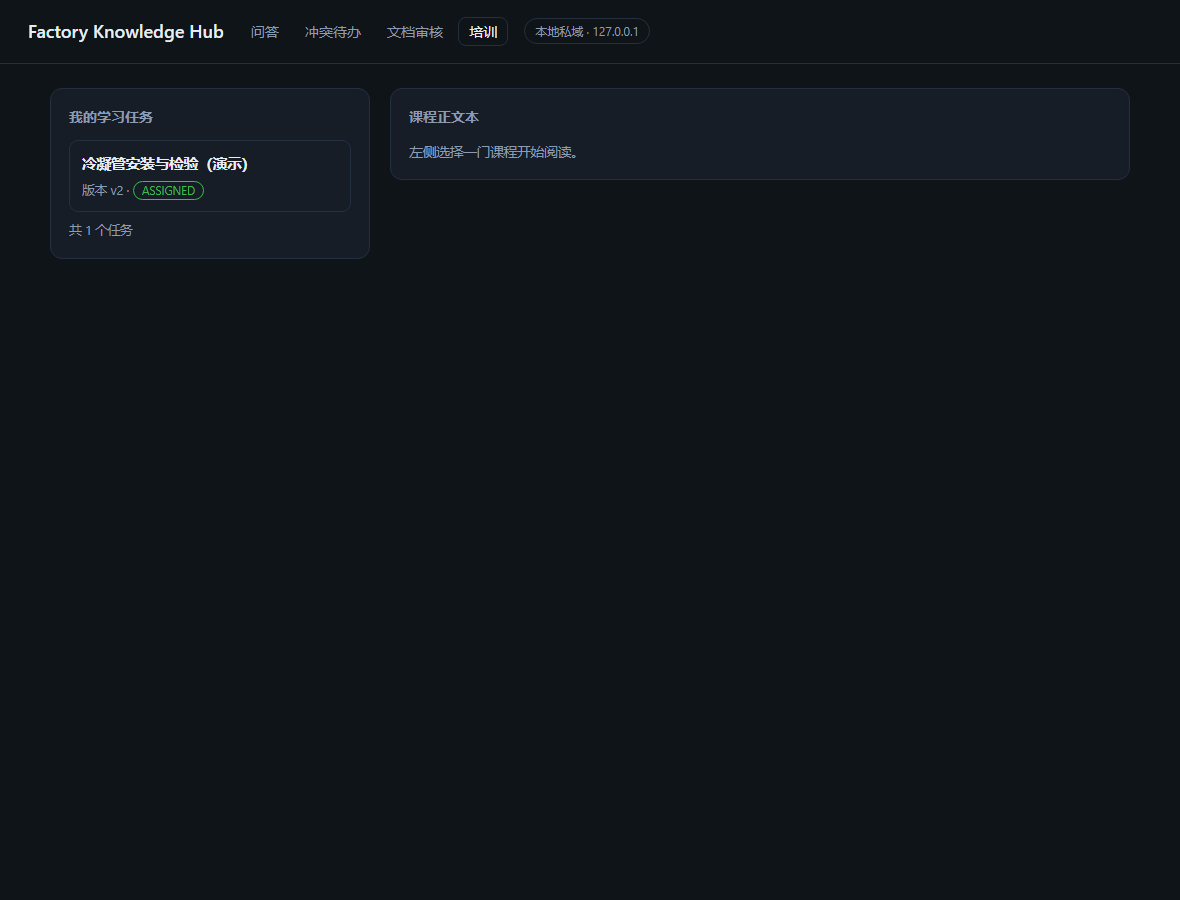 Factory Knowledge Hub 问答 冲突待办 文档审核 培训 本地私域 · 127.0.0.1
我的学习任务
冷凝管安装与检验（演示）
版本 v2 · ASSIGNED
共 1 个任务
课程正文本
左侧选择一门课程开始阅读。